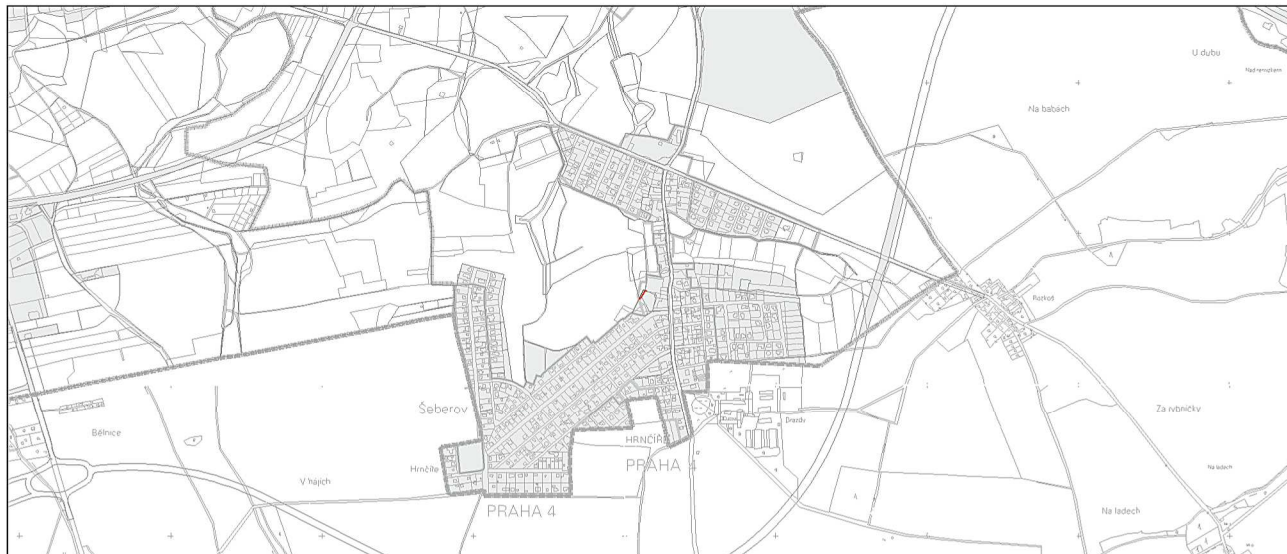 U dubu
Na babách
Rozkoš
Šeberov
Bělnice
Hrnčíře
V hájích
HRNČÍŘE
PRAHA 4
PRAHA 4
Drazdy
Za rybníčky
Na ladech
Na ladech